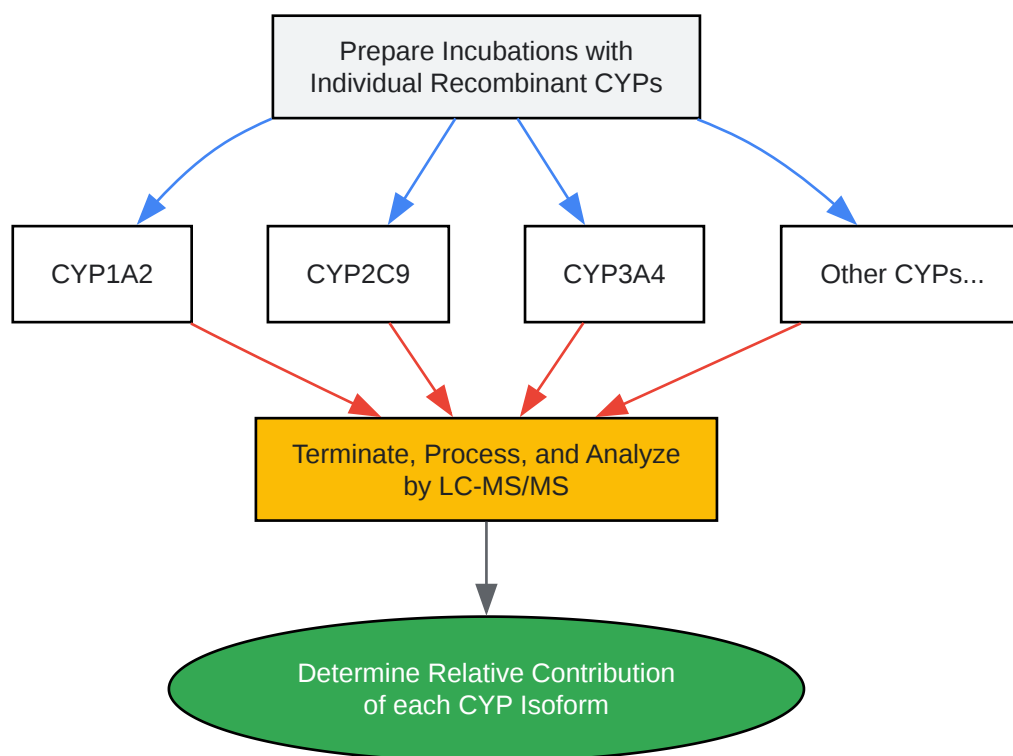 Prepare Incubations with
Individual Recombinant CYPs
CYP1A2
CYP2C9
CYP3A4
Other CYPs...
Terminate, Process, and Analyze
by LC-MS/MS
Determine Relative Contribution
of each CYP Isoform